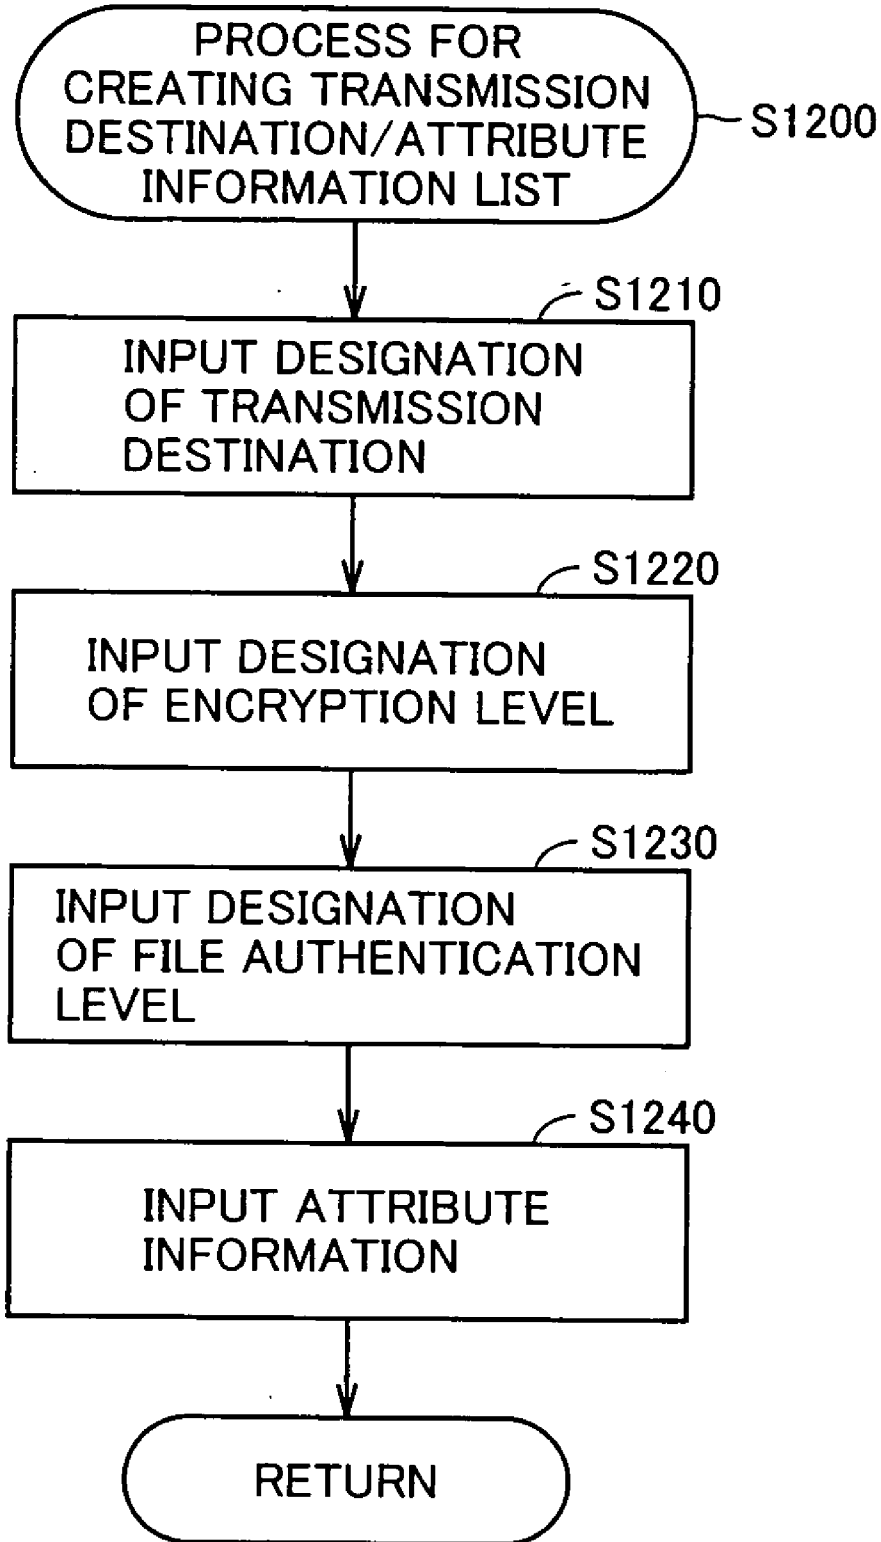 PROCESS FOR
CREATING TRANSMISSION
DESTINATION/ATTRIBUTE
INFORMATION LIST
S1200
S1210
INPUT DESIGNATION
OF TRANSMISSION
DESTINATION
S1220
INPUT DESIGNATION
OF ENCRYPTION LEVEL
S1230
INPUT DESIGNATION
OF FILE AUTHENTICATION
LEVEL
S1240
INPUT ATTRIBUTE
INFORMATION
RETURN